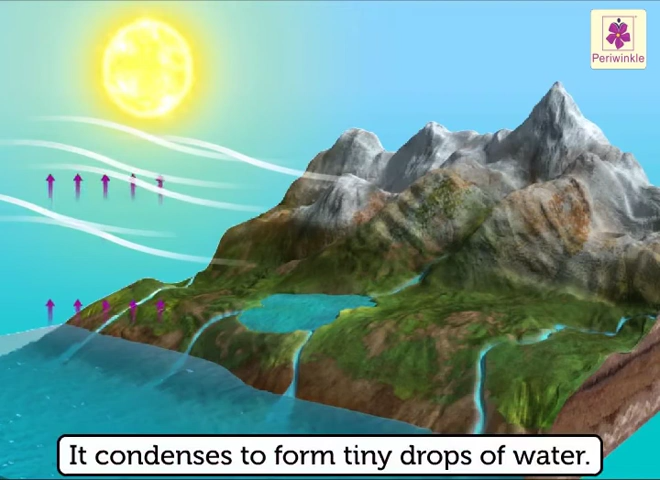 Periwinkle
It condenses to form tiny drops of water.